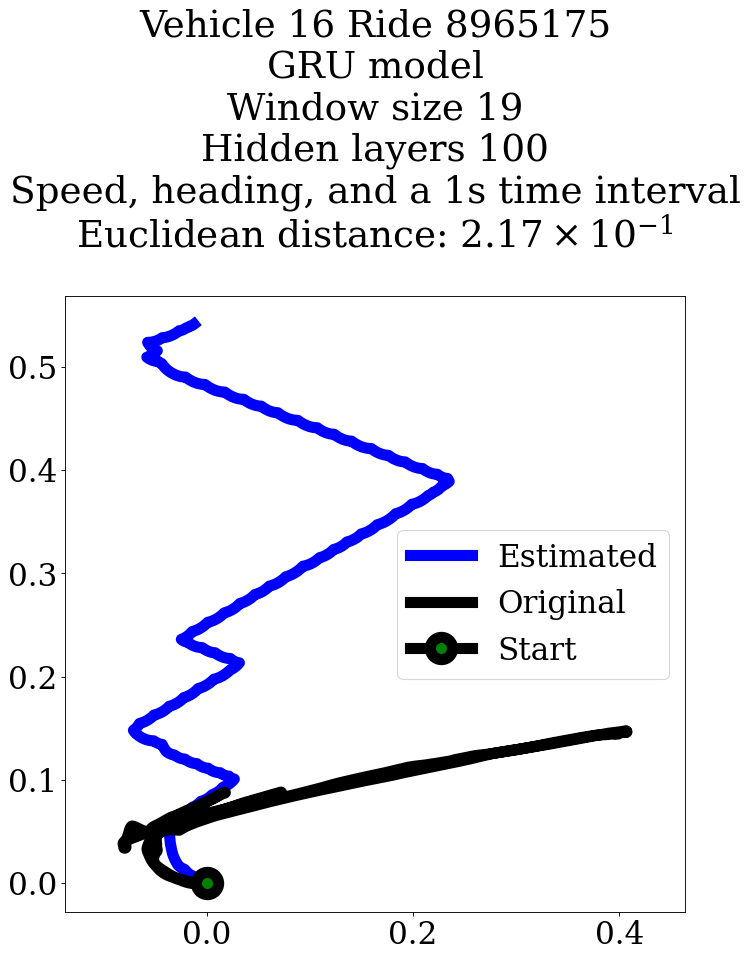 Vehicle 16 Ride 8965175
GRU model
Window size 19
Hidden layers 100
Speed, heading, and a 1s time interval
Euclidean distance: 2.17 × 10⁻¹
0.5
0.4
0.3
0.2
0.1
0.0
Estimated
Original
Start
0.0 0.2 0.4